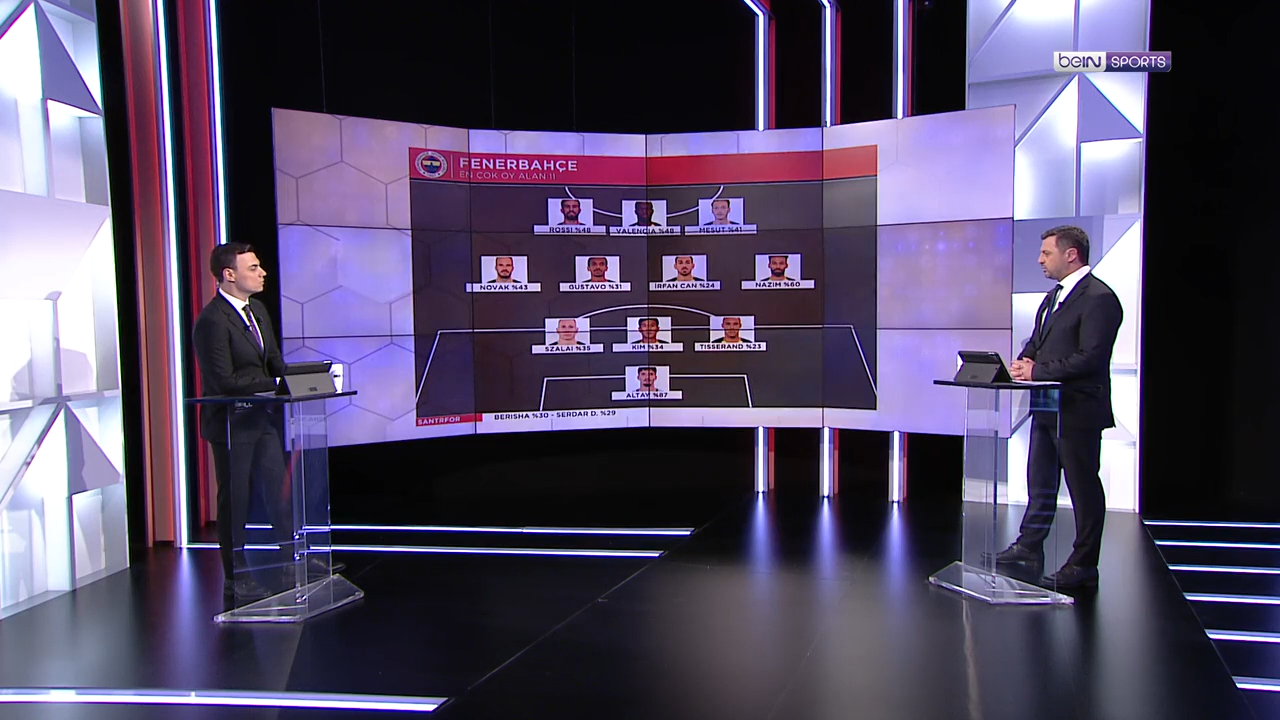 beIN SPORTS
FENERBAHÇE
EN ÇOK OY ALAN 11
ROSSI %48 VALENCIA %46 MESUT %41
NOVAK %43 GUSTAVO %31 İRFAN CAN %24 NAZIM %60
SZALAI %35 KIM %34 TISSERAND %23
ALTAY %87
SANTRFOR BERISHA %30 - SERDAR D. %29